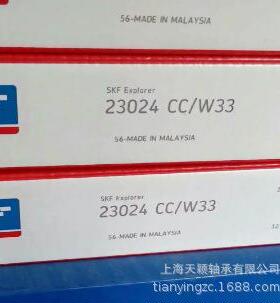 56-MADE IN MALAYSIA
SKF Explorer
23024 CC/W33
56-MADE IN MALAYSIA
SKF Explorer
23024 CC/W33
56-MADE IN MALAYSIA
上海天颖轴承有限公司
tianyingzc.1688.com